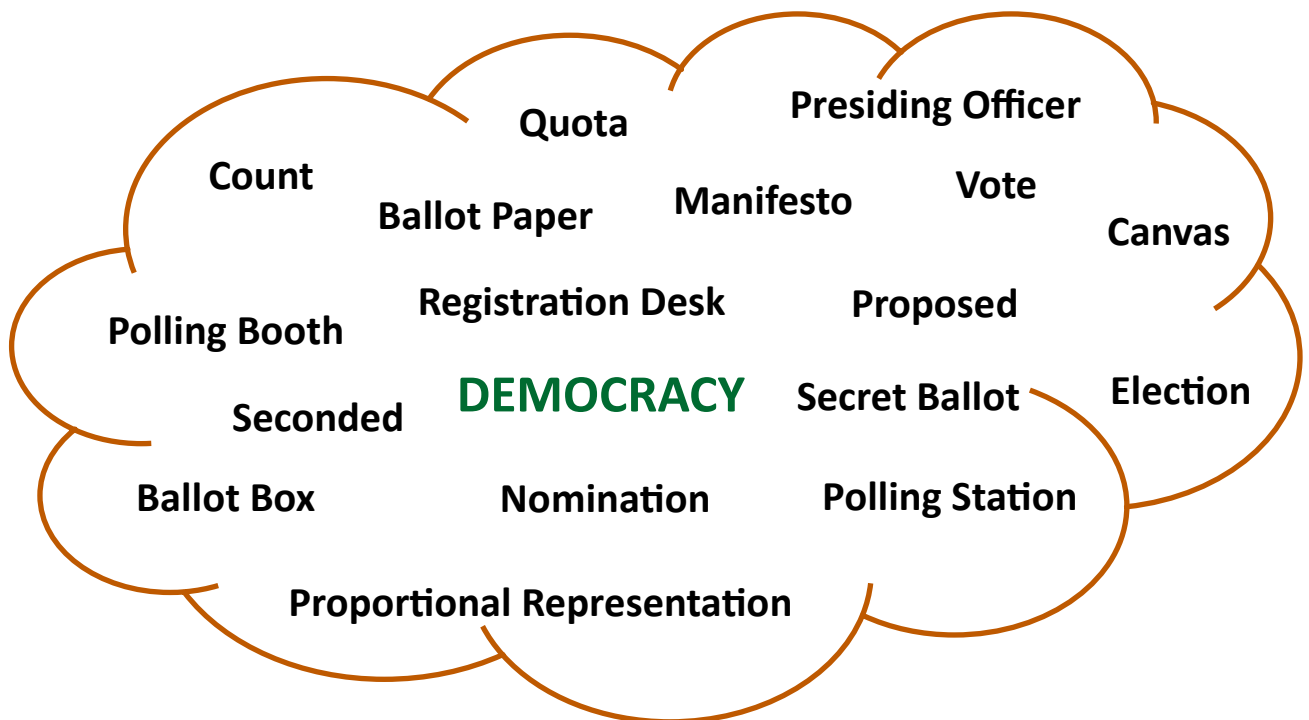 Presiding Officer
Quota
Count
Vote
Manifesto
Ballot Paper
Canvas
Registration Desk
Proposed
Polling Booth
DEMOCRACY
Secret Ballot
Election
Seconded
Ballot Box
Nomination
Polling Station
Proportional Representation